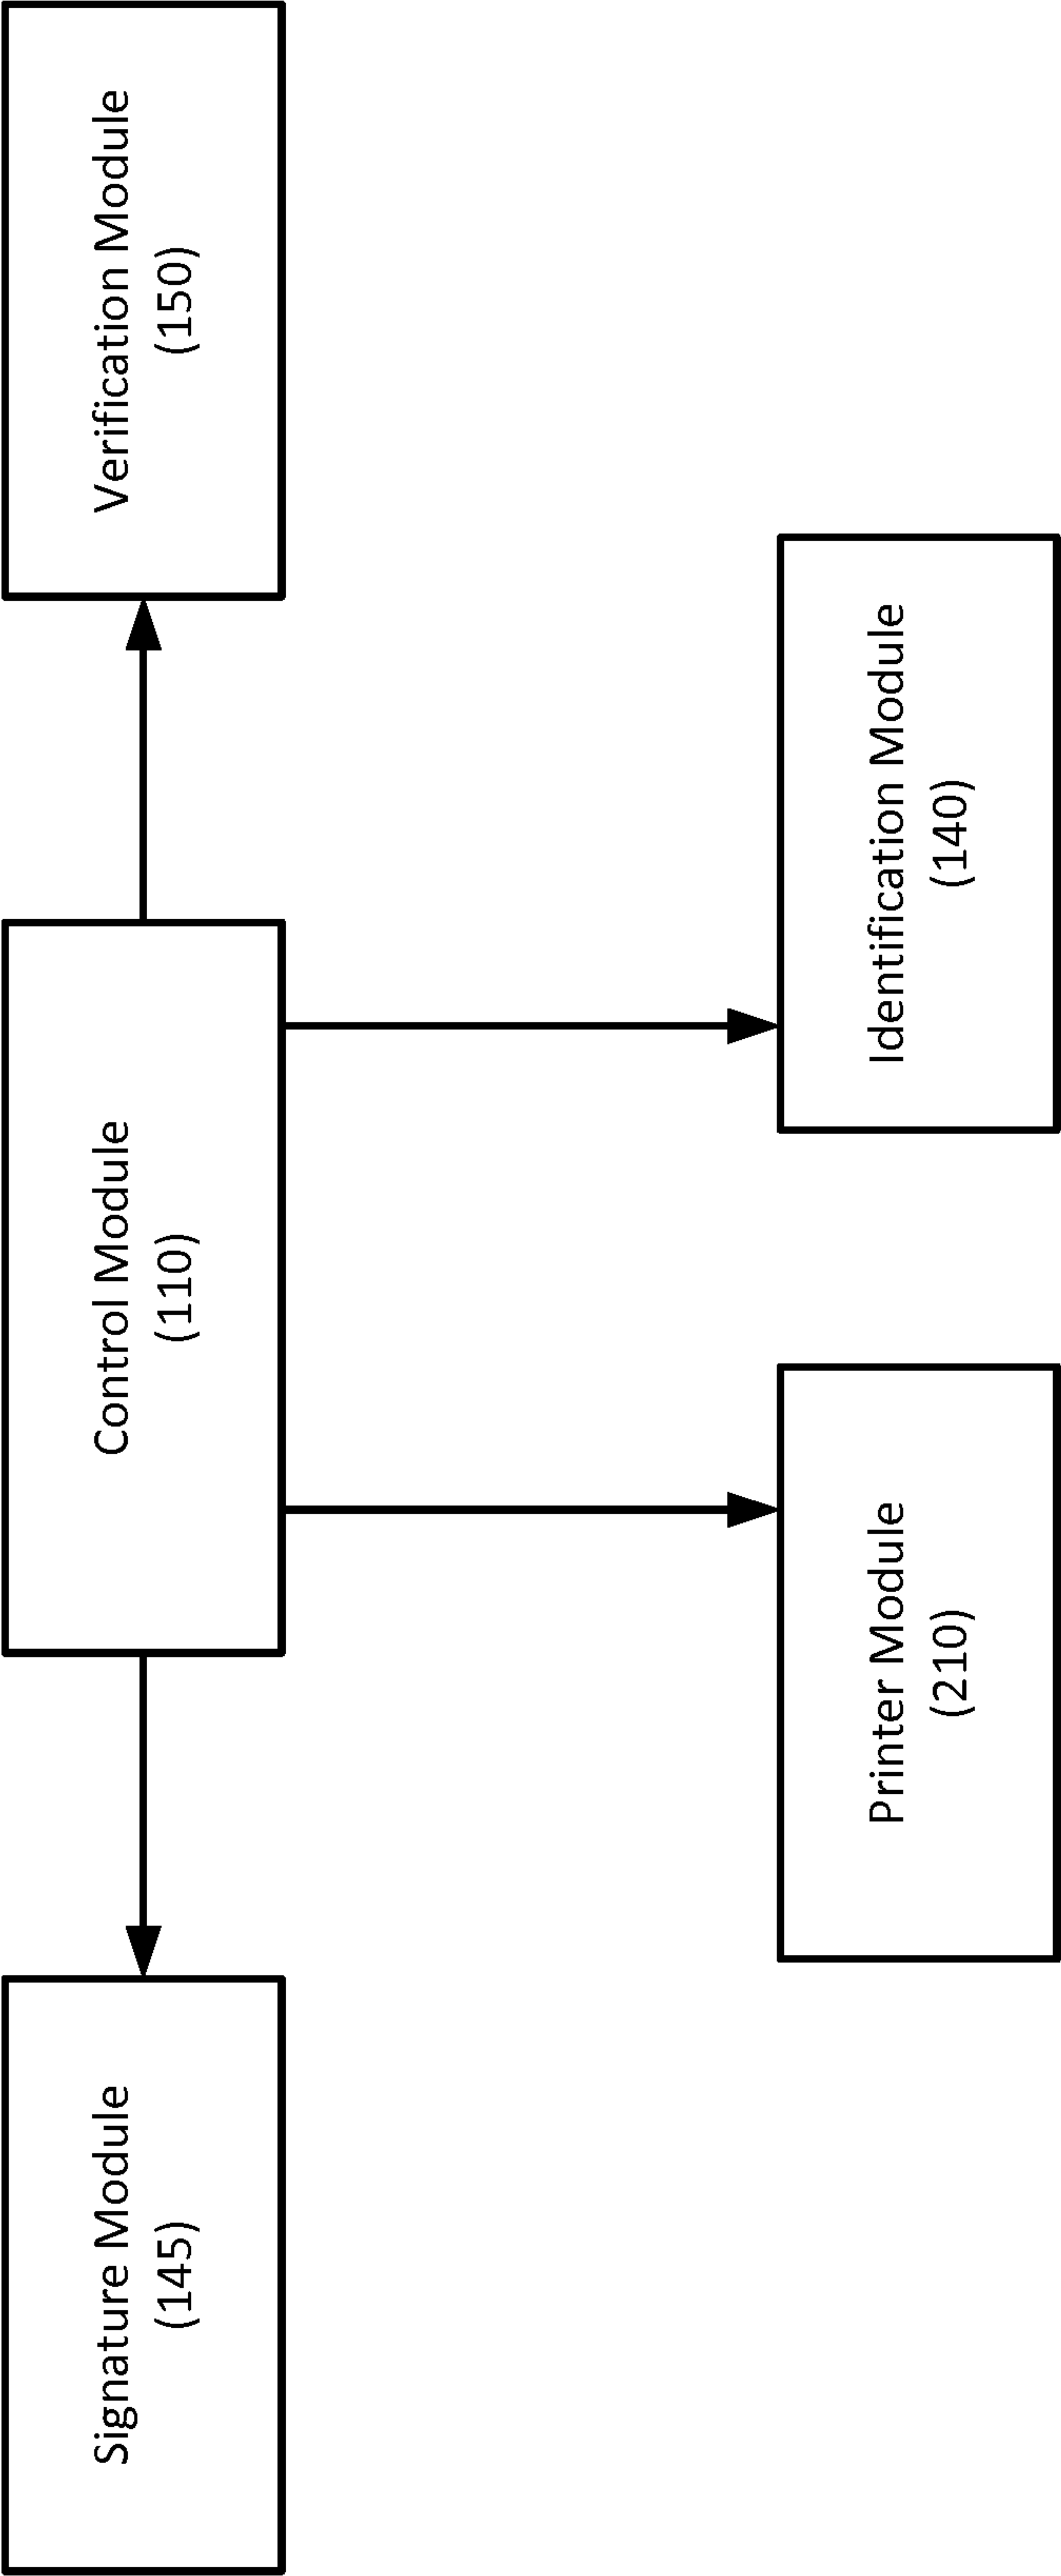 Signature Module
(145)
Control Module
(110)
Verification Module
(150)
Printer Module
(210)
Identification Module
(140)